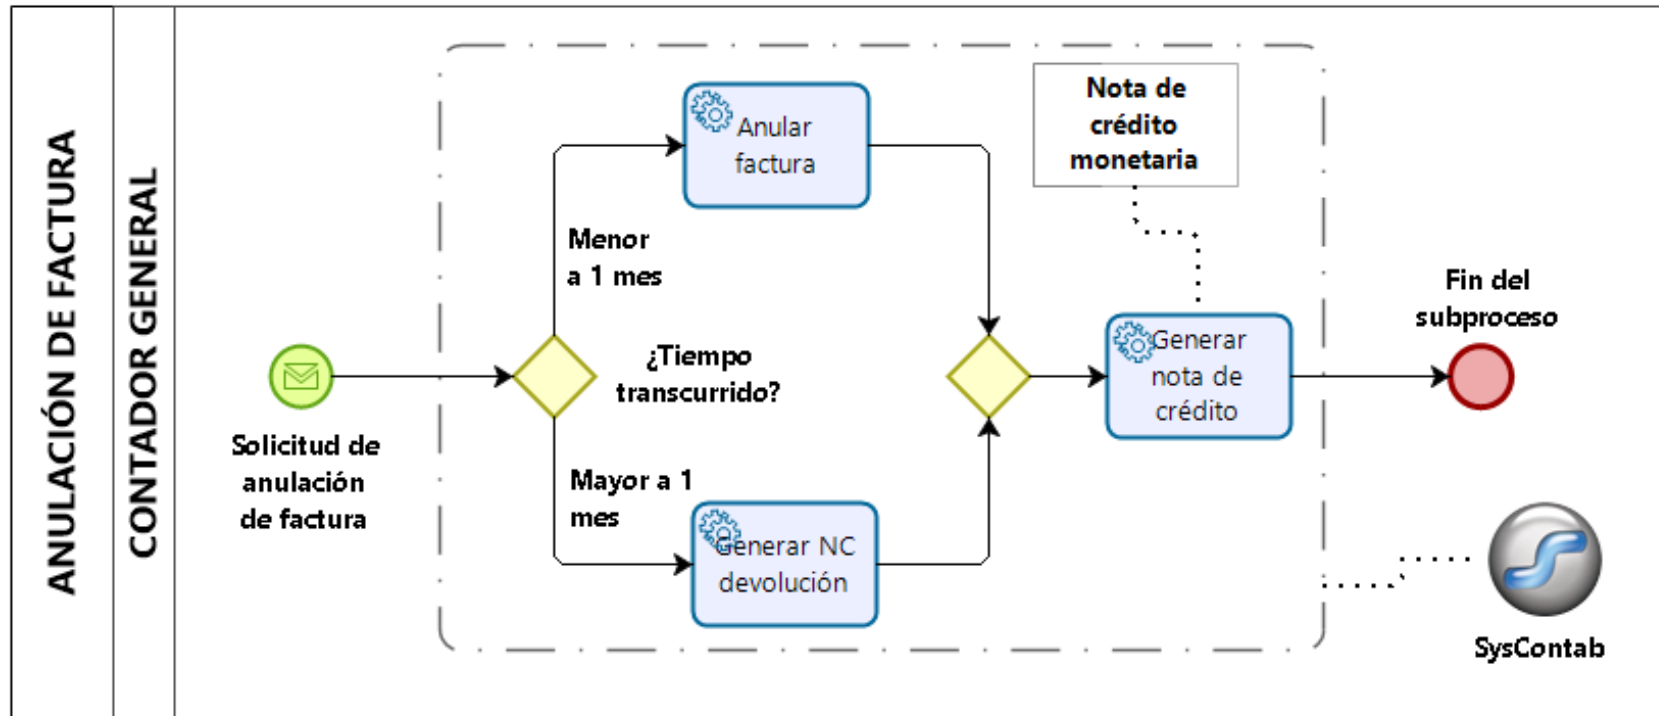 ANULACIÓN DE FACTURA
CONTADOR GENERAL
Solicitud de
anulación
de factura
¿Tiempo
transcurrido?
Menor
a 1 mes
Anular
factura
Mayor a 1
mes
Generar NC
devolución
Nota de
crédito
monetaria
Generar
nota de
crédito
Fin del
subproceso
SysContab